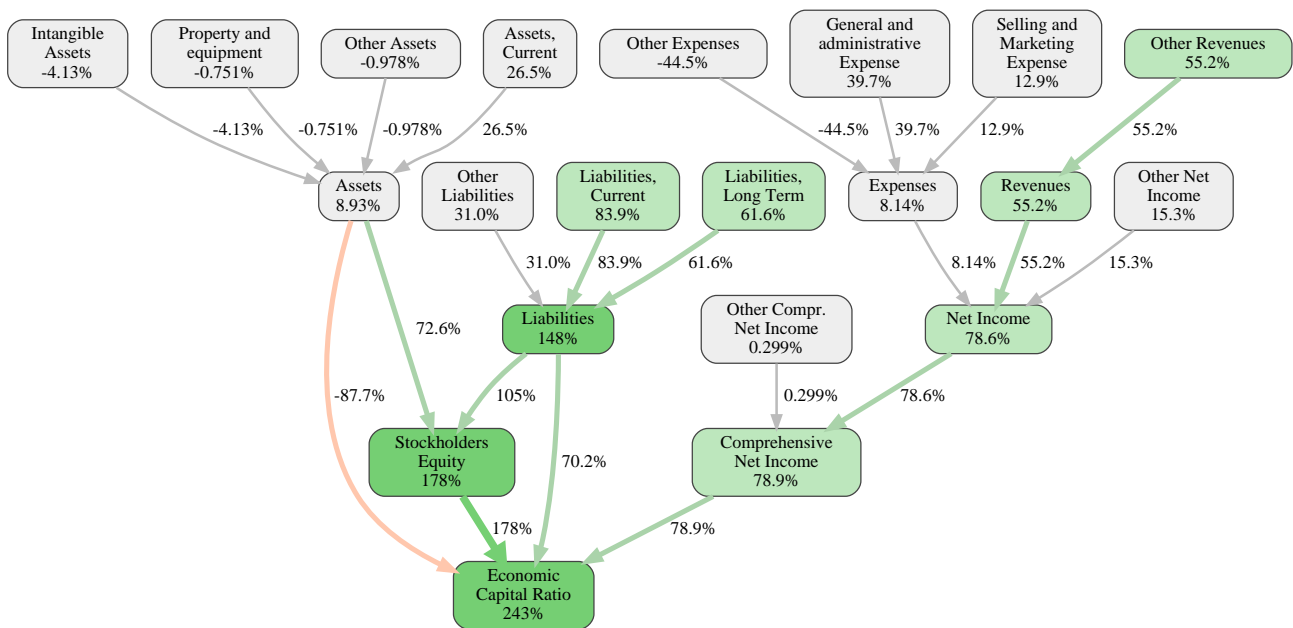 Intangible
Assets
-4.13%
Property and
equipment
-0.751%
Other Assets
-0.978%
Assets,
Current
26.5%
Other Expenses
-44.5%
General and
administrative
Expense
39.7%
Selling and
Marketing
Expense
12.9%
Other Revenues
55.2%
-4.13%
-0.751%
-0.978%
26.5%
-44.5%
39.7%
12.9%
55.2%
Assets
8.93%
Other
Liabilities
31.0%
Liabilities,
Current
83.9%
Liabilities,
Long Term
61.6%
Expenses
8.14%
Revenues
55.2%
Other Net
Income
15.3%
31.0%
83.9%
61.6%
8.14%
55.2%
15.3%
72.6%
Liabilities
148%
Other Compr.
Net Income
0.299%
Net Income
78.6%
-87.7%
105%
0.299%
78.6%
Stockholders
Equity
178%
70.2%
Comprehensive
Net Income
78.9%
178%
78.9%
Economic
Capital Ratio
243%